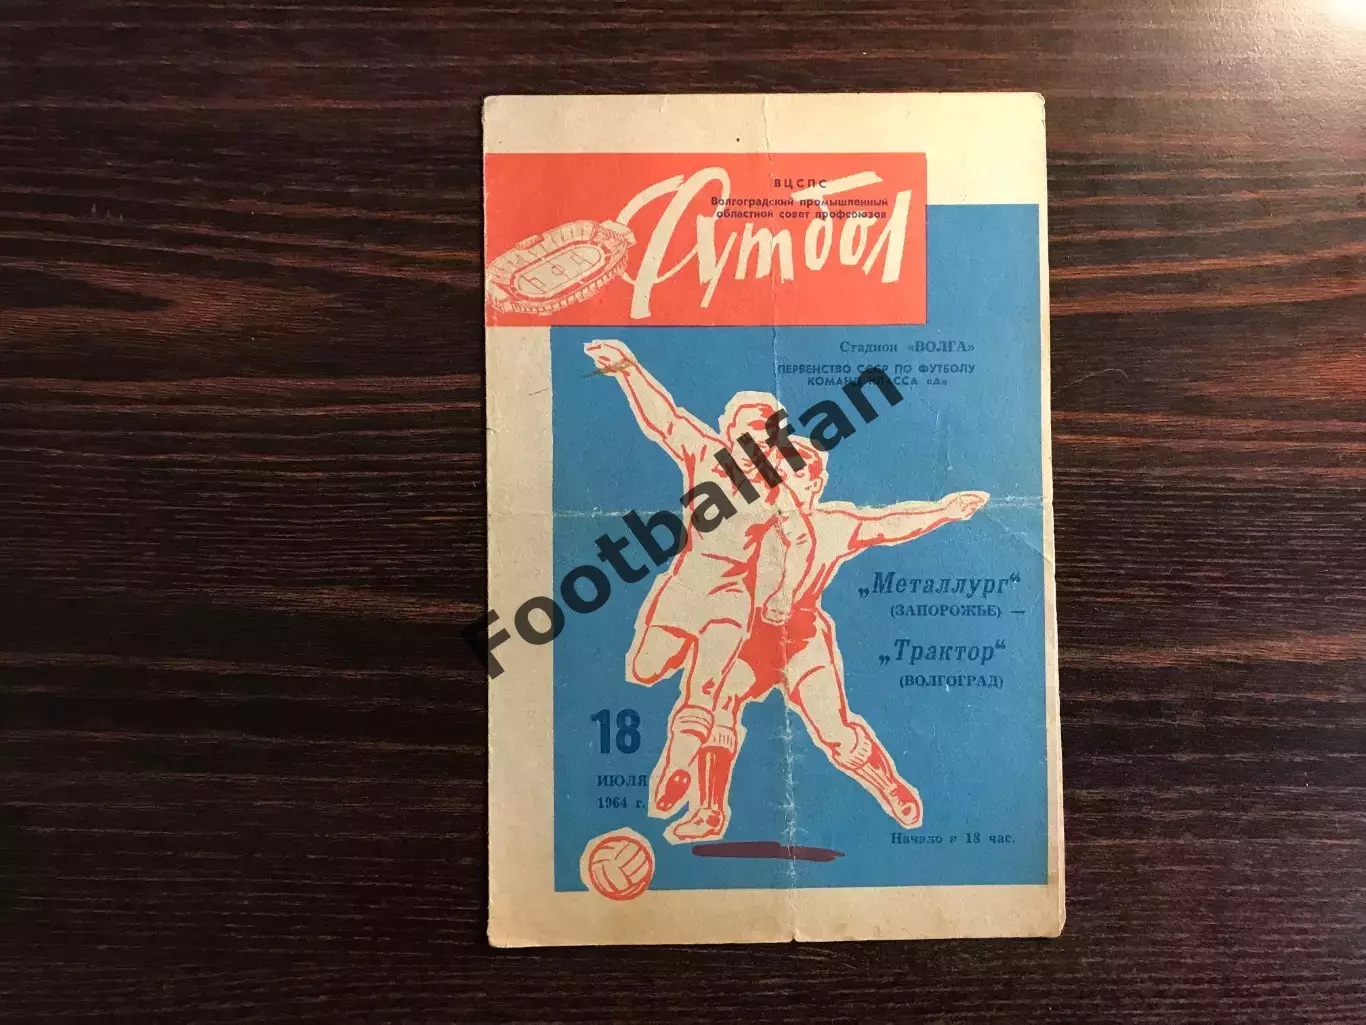 ВЦСПС
Волгоградский промышленный
областной совет профсоюзов
Футбол
Стадион «ВОЛГА»
ПЕРВЕНСТВО СССР ПО ФУТБОЛУ
КОМАНД КЛАССА «А»
Footballfan
„Металлург“
(ЗАПОРОЖЬЕ) —
„Трактор“
(ВОЛГОГРАД)
18
ИЮЛЯ
1964 г.
Начало в 18 час.